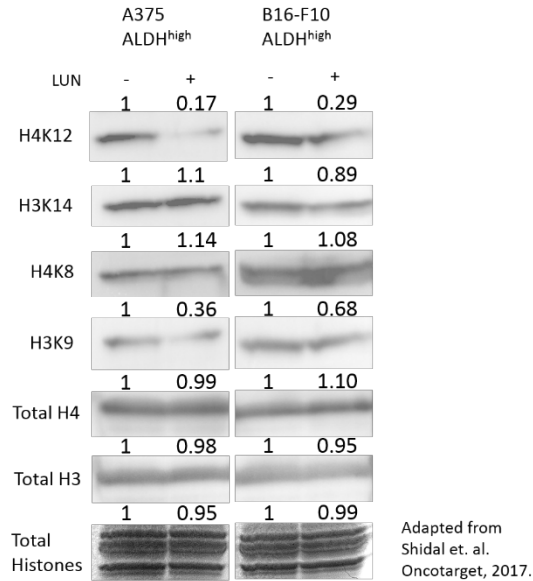 A375 B16-F10
ALDHhigh ALDHhigh
LUN - + - +
1 0.17 1 0.29
H4K12
1 1.1 1 0.89
H3K14
1 1.14 1 1.08
H4K8
1 0.36 1 0.68
H3K9
1 0.99 1 1.10
Total H4
1 0.98 1 0.95
Total H3
1 0.95 1 0.99
Total
Histones
Adapted from
Shidal et. al.
Oncotarget, 2017.